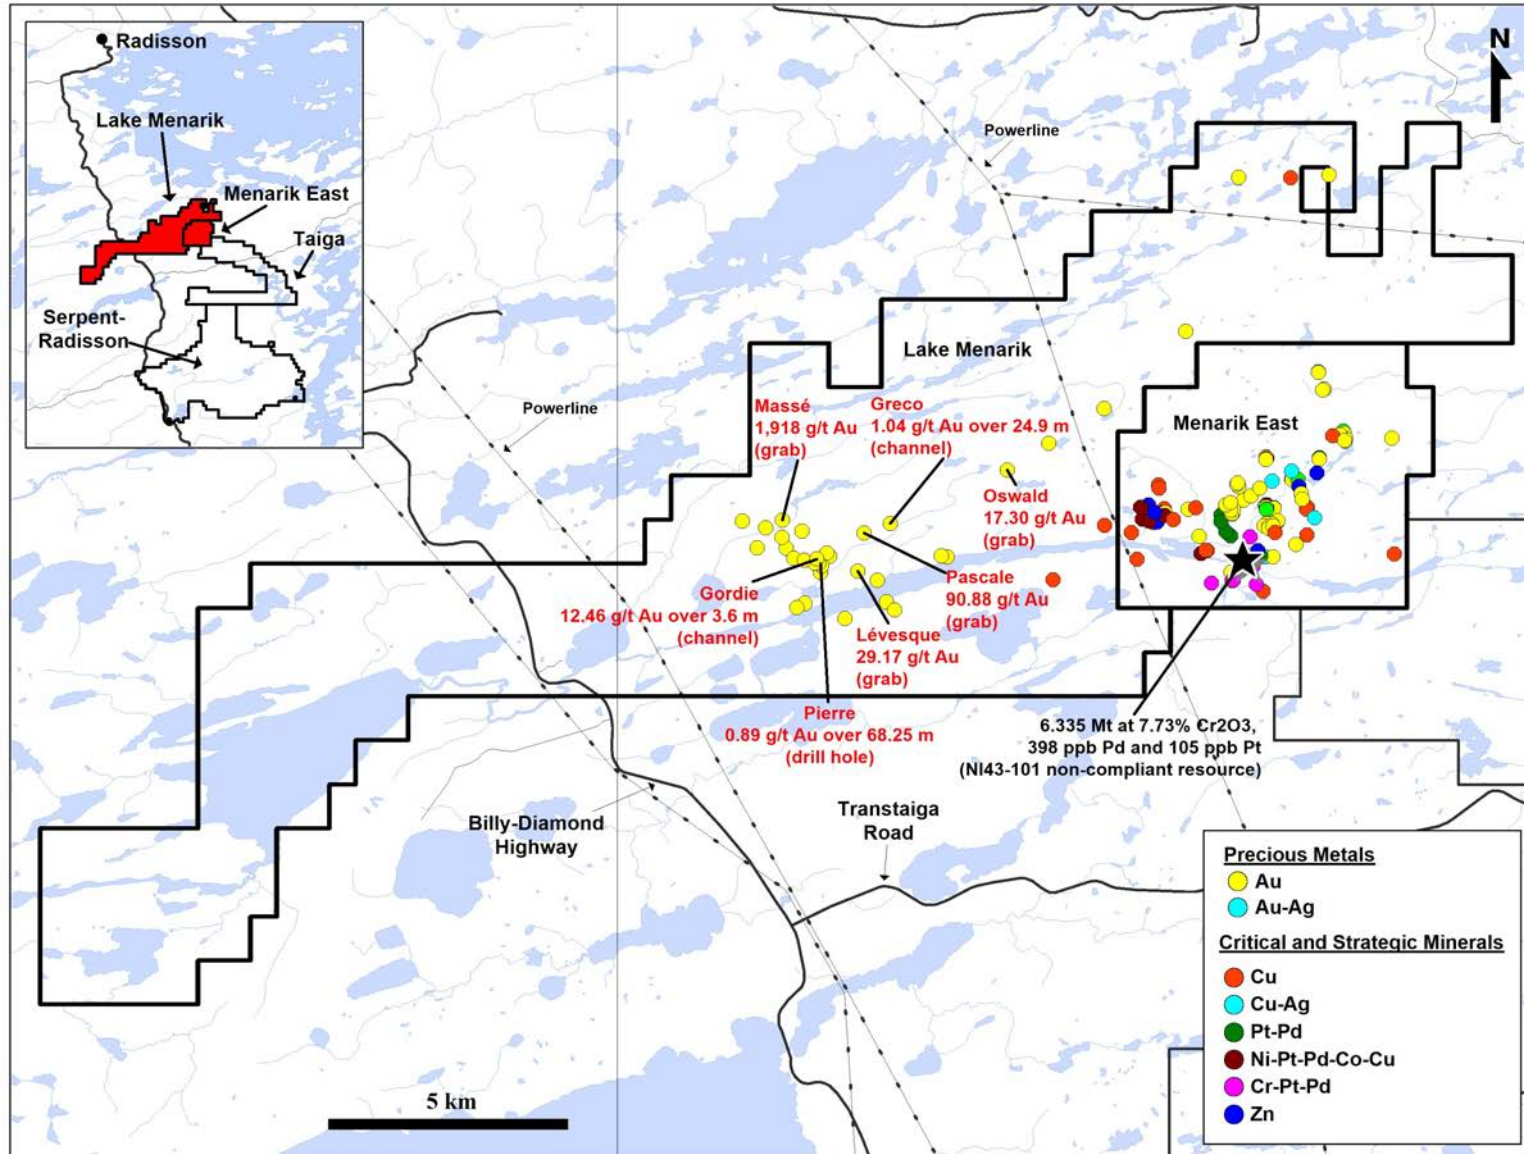 Radisson
Lake Menarik
Menarik East
Taiga
Serpent-
Radisson
N
Powerline
Powerline
Lake Menarik
Menarik East
Massé
1,918 g/t Au
(grab)
Greco
1.04 g/t Au over 24.9 m
(channel)
Oswald
17.30 g/t Au
(grab)
Pascale
90.88 g/t Au
(grab)
Gordie
12.46 g/t Au over 3.6 m
(channel)
Lévesque
29.17 g/t Au
(grab)
Pierre
0.89 g/t Au over 68.25 m
(drill hole)
6.335 Mt at 7.73% Cr2O3,
398 ppb Pd and 105 ppb Pt
(NI43-101 non-compliant resource)
Billy-Diamond
Highway
Transtaiga
Road
5 km
Precious Metals
Au
Au-Ag
Critical and Strategic Minerals
Cu
Cu-Ag
Pt-Pd
Ni-Pt-Pd-Co-Cu
Cr-Pt-Pd
Zn